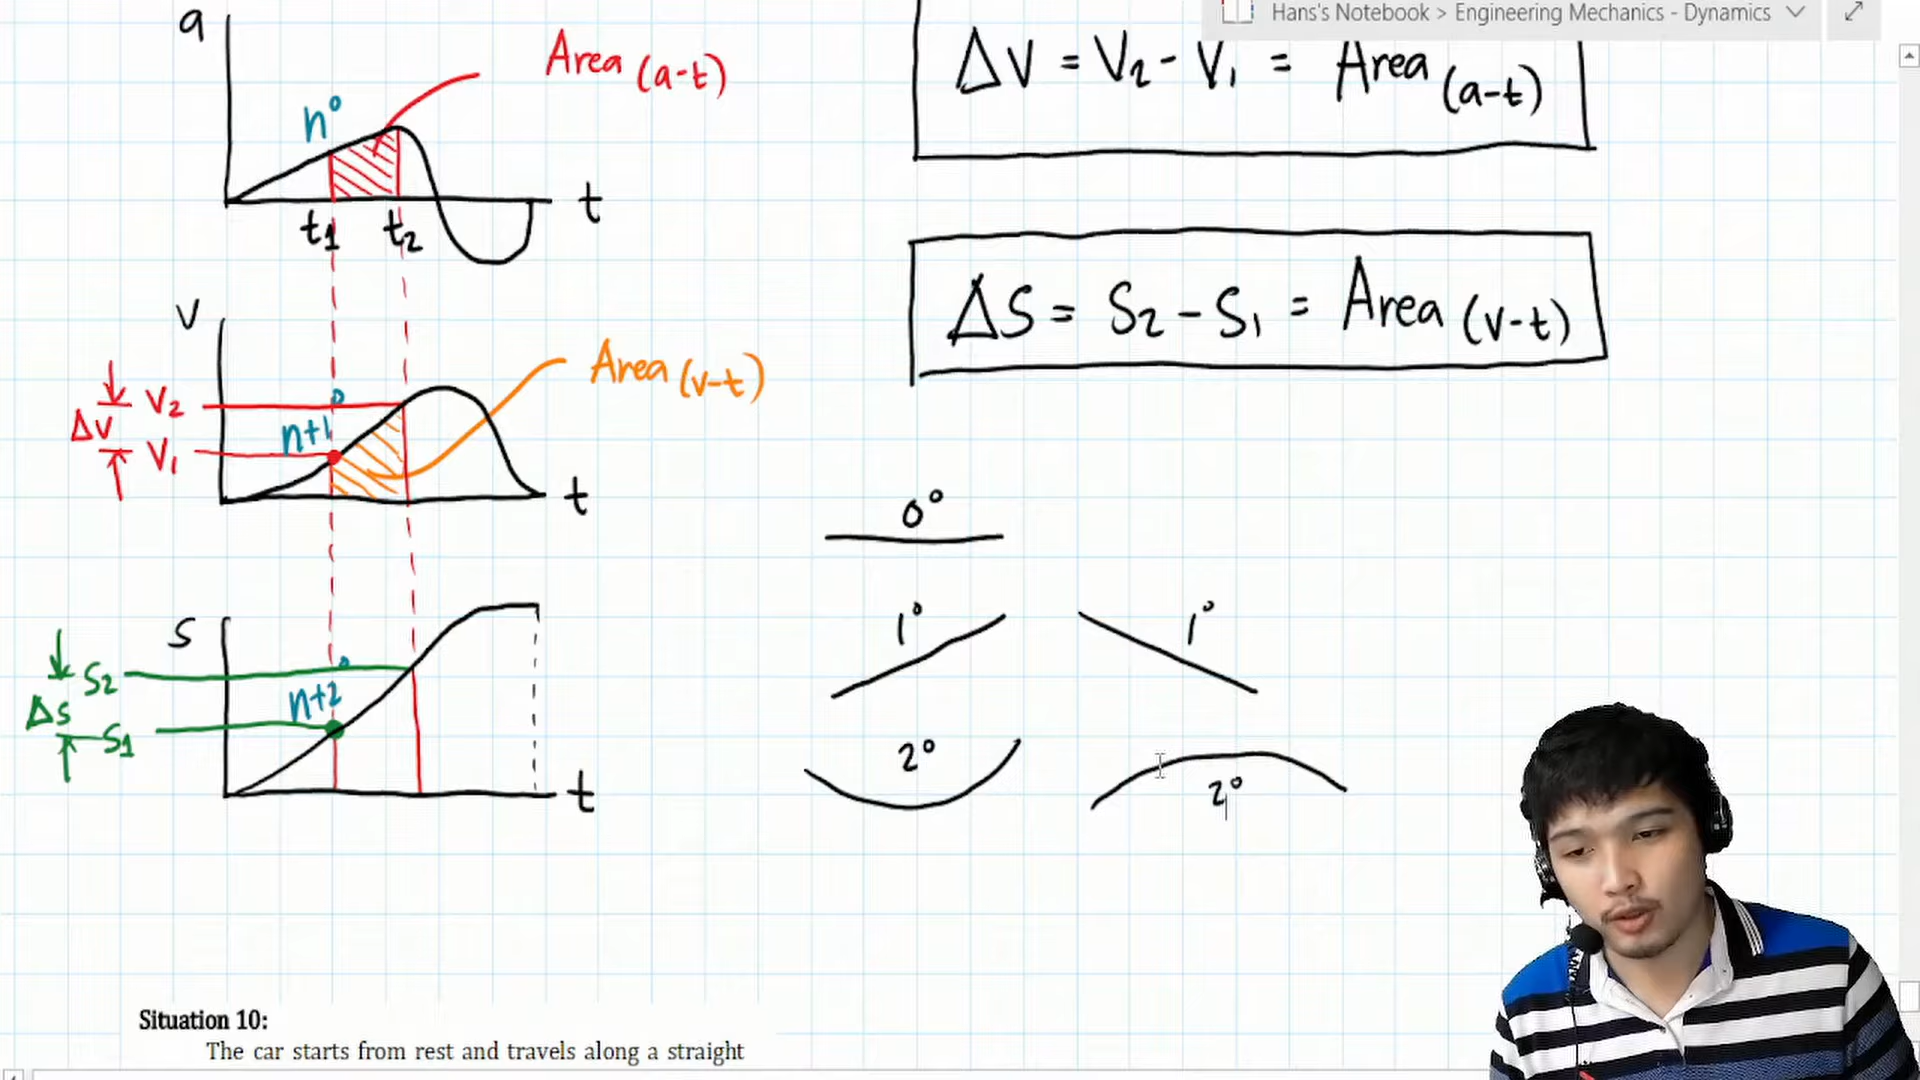 Hans's Notebook > Engineering Mechanics - Dynamics
a
Area (a-t)
n°
t
t1 t2
ΔV = V2 - V1 = Area (a-t)
ΔS = S2 - S1 = Area (v-t)
V
Area (v-t)
V2
ΔV
V1
n+1°
t
0°
1°
1°
2°
2°
S
S2
ΔS
S1
n+2°
t
Situation 10:
The car starts from rest and travels along a straight